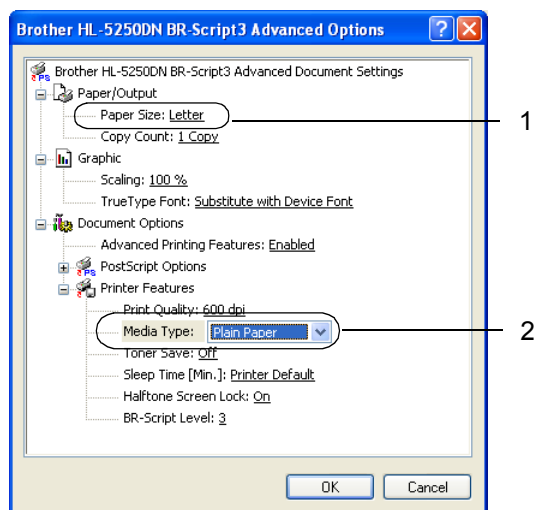 Brother HL-5250DN BR-Script3 Advanced Options
Brother HL-5250DN BR-Script3 Advanced Document Settings
Paper/Output
Paper Size: Letter
1
Copy Count: 1 Copy
Graphic
Scaling: 100 %
TrueType Font: Substitute with Device Font
Document Options
Advanced Printing Features: Enabled
PostScript Options
Printer Features
Print Quality: 600 dpi
Media Type: Plain Paper
2
Toner Save: Off
Sleep Time [Min.]: Printer Default
Halftone Screen Lock: On
BR-Script Level: 3
OK Cancel